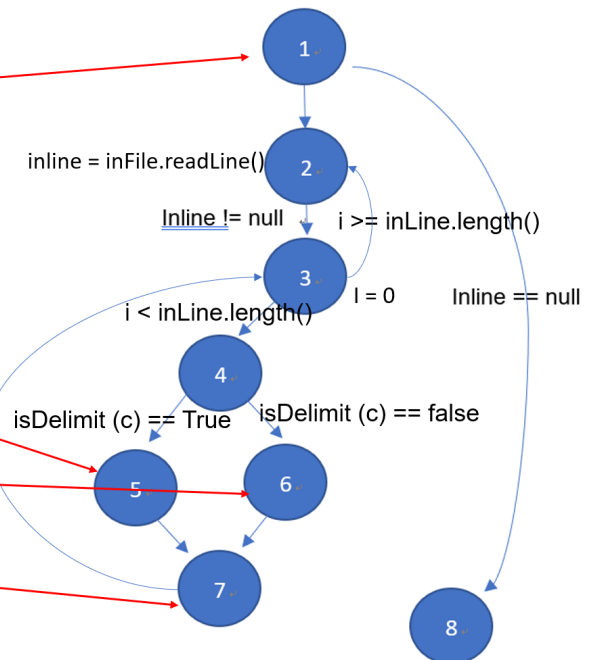 1
inline = inFile.readLine()
2
Inline != null
i >= inLine.length()
3
I = 0
Inline == null
i < inLine.length()
4
isDelimit (c) == True
isDelimit (c) == false
5
6
7
8